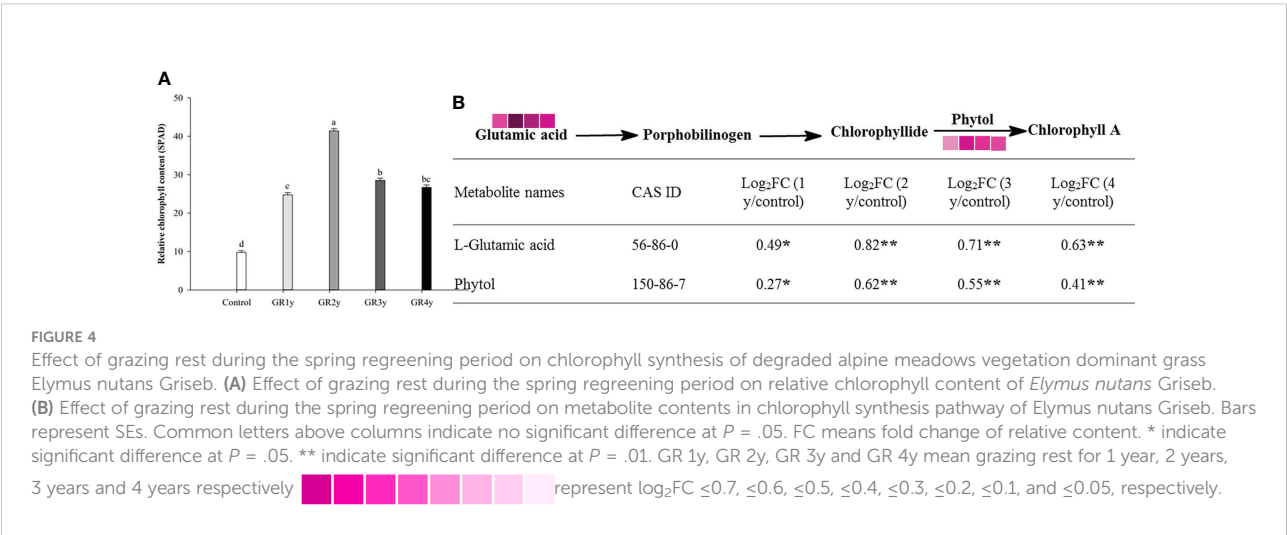 A
Relative chlorophyll content (SPAD)
50
40
30
20
10
0
d
c
a
b
bc
Control GR1y GR2y GR3y GR4y
B
Glutamic acid Porphobilinogen Chlorophyllide Phytol Chlorophyll A
Metabolite names CAS ID Log₂FC (1 y/control) Log₂FC (2 y/control) Log₂FC (3 y/control) Log₂FC (4 y/control)
L-Glutamic acid 56-86-0 0.49* 0.82** 0.71** 0.63**
Phytol 150-86-7 0.27* 0.62** 0.55** 0.41**
FIGURE 4
Effect of grazing rest during the spring regreening period on chlorophyll synthesis of degraded alpine meadows vegetation dominant grass
Elymus nutans Griseb. (A) Effect of grazing rest during the spring regreening period on relative chlorophyll content of Elymus nutans Griseb.
(B) Effect of grazing rest during the spring regreening period on metabolite contents in chlorophyll synthesis pathway of Elymus nutans Griseb. Bars
represent SEs. Common letters above columns indicate no significant difference at P = .05. FC means fold change of relative content. * indicate
significant difference at P = .05. ** indicate significant difference at P = .01. GR 1y, GR 2y, GR 3y and GR 4y mean grazing rest for 1 year, 2 years,
3 years and 4 years respectively represent log₂FC ≤0.7, ≤0.6, ≤0.5, ≤0.4, ≤0.3, ≤0.2, ≤0.1, and ≤0.05, respectively.